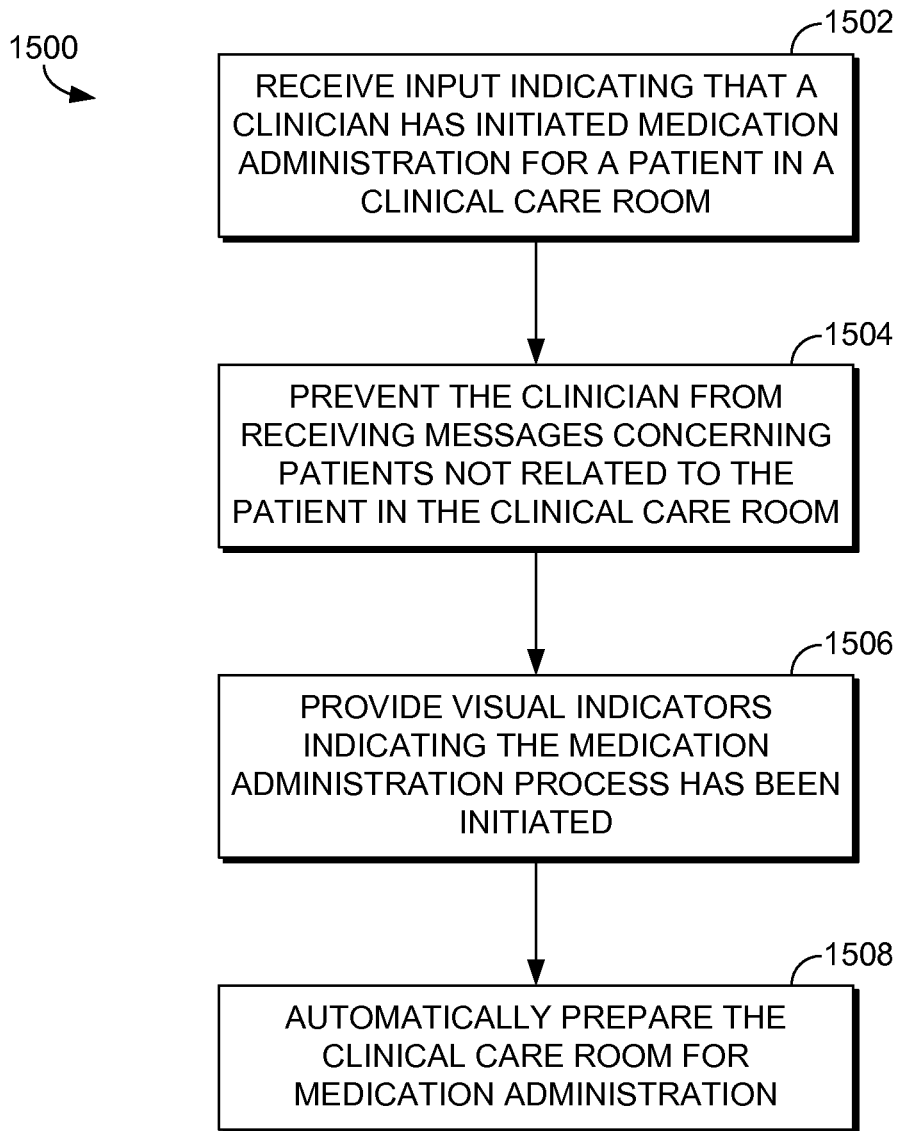 1500
1502
RECEIVE INPUT INDICATING THAT A
CLINICIAN HAS INITIATED MEDICATION
ADMINISTRATION FOR A PATIENT IN A
CLINICAL CARE ROOM
1504
PREVENT THE CLINICIAN FROM
RECEIVING MESSAGES CONCERNING
PATIENTS NOT RELATED TO THE
PATIENT IN THE CLINICAL CARE ROOM
1506
PROVIDE VISUAL INDICATORS
INDICATING THE MEDICATION
ADMINISTRATION PROCESS HAS BEEN
INITIATED
1508
AUTOMATICALLY PREPARE THE
CLINICAL CARE ROOM FOR
MEDICATION ADMINISTRATION